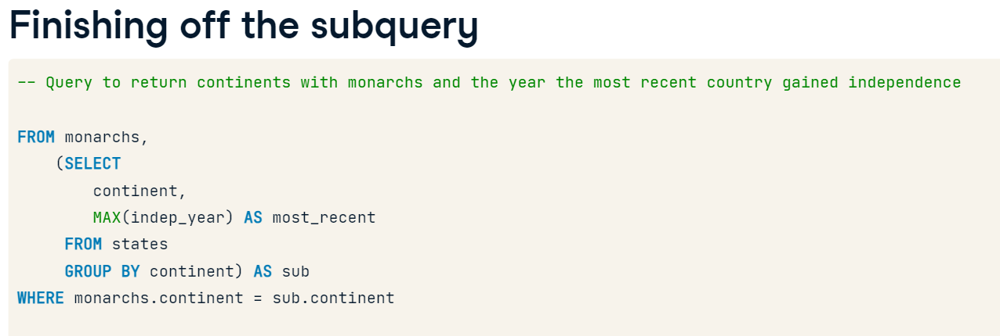 Finishing off the subquery
-- Query to return continents with monarchs and the year the most recent country gained independence
FROM monarchs,
    (SELECT
        continent,
        MAX(indep_year) AS most_recent
     FROM states
     GROUP BY continent) AS sub
WHERE monarchs.continent = sub.continent